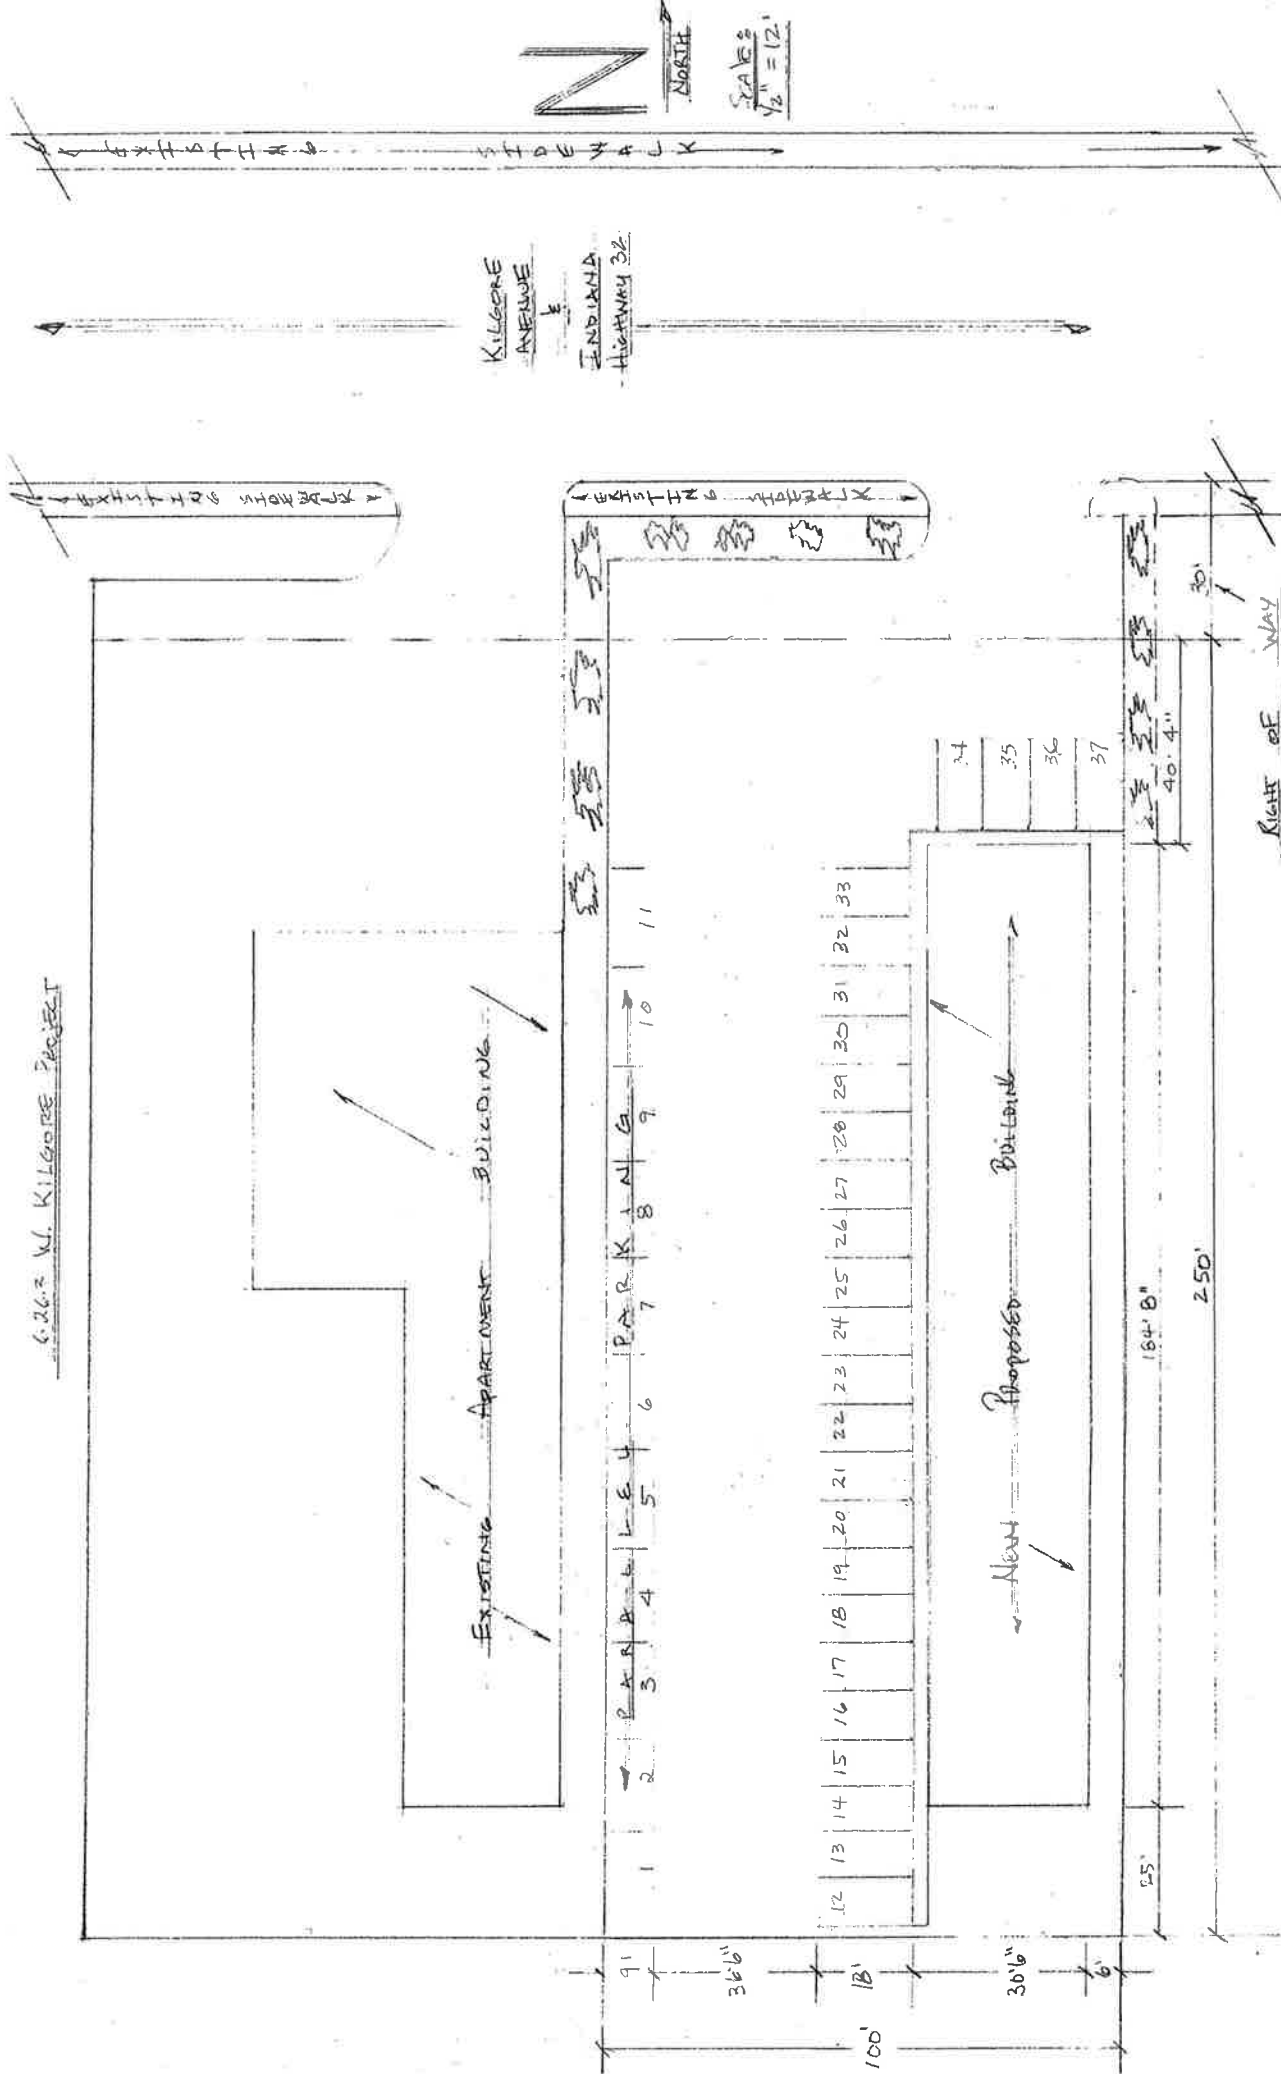 W. KILGORE PROJECT
EXISTING APARTMENT BUILDING
PARALLEL PARKING
1 2 3 4 5 6 7 8 9 10 11
12 13 14 15 16 17 18 19 20 21 22 23 24 25 26 27 28 29 30 31 32 33
34
35
36
37
NEW PROPOSED BUILDING
9'
36'6"
18'
30'6"
6'
100'
25'
184' 8"
40' 4"
250'
30'
RIGHT OF WAY
EXISTING SIDEWALK
EXISTING SIDEWALK
KILGORE
AVENUE
&
INDIANA
HIGHWAY 32
EXISTING SIDEWALK
N
NORTH
SCALE:
1/2" = 12'